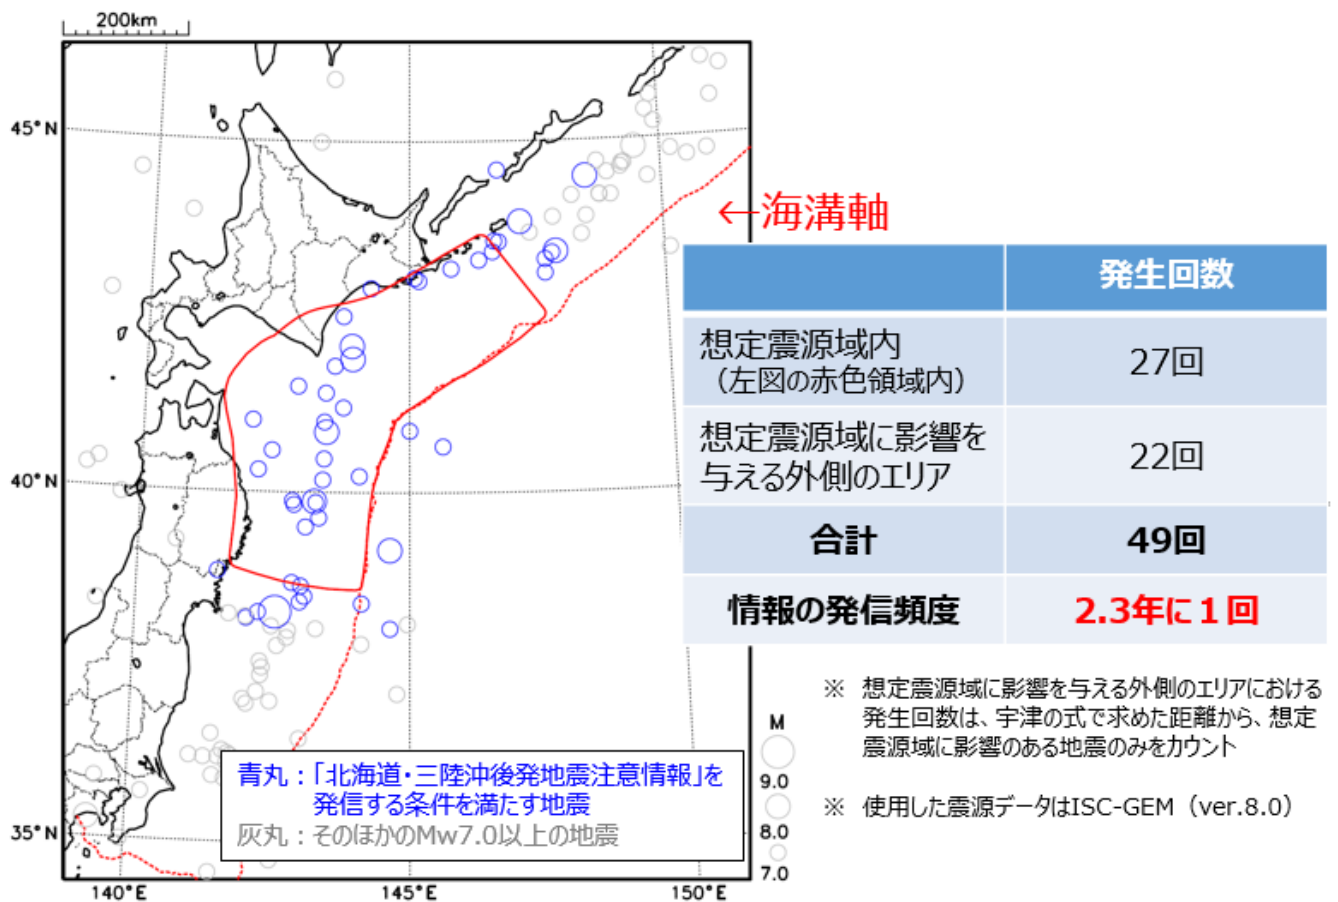 200km
45°N
40°N
35°N
140°E
145°E
150°E
←海溝軸
発生回数
想定震源域内
（左図の赤色領域内）
27回
想定震源域に影響を
与える外側のエリア
22回
合計
49回
情報の発信頻度
2.3年に１回
※ 想定震源域に影響を与える外側のエリアにおける
発生回数は、宇津の式で求めた距離から、想定
震源域に影響のある地震のみをカウント
※ 使用した震源データはISC-GEM（ver.8.0）
M
9.0
8.0
7.0
青丸：「北海道・三陸沖後発地震注意情報」を
発信する条件を満たす地震
灰丸：そのほかのMw7.0以上の地震